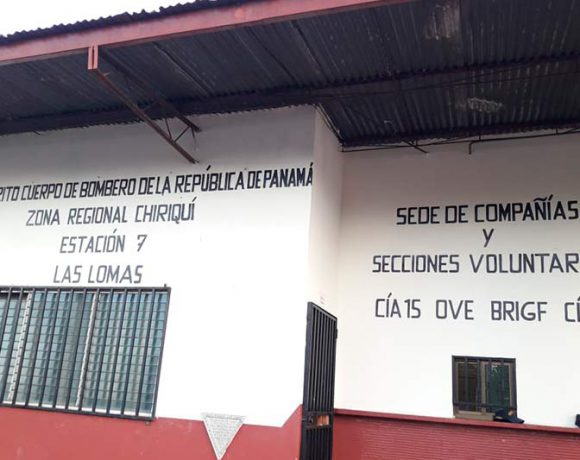 RITO CUERPO DE BOMBERO DE LA REPÚBLICA DE PANAMÁ
ZONA REGIONAL CHIRIQUÍ
ESTACIÓN 7
LAS LOMAS
SEDE DE COMPAÑÍAS
Y
SECCIONES VOLUNTAR
CÍA 15 OVE BRIGF CÍ